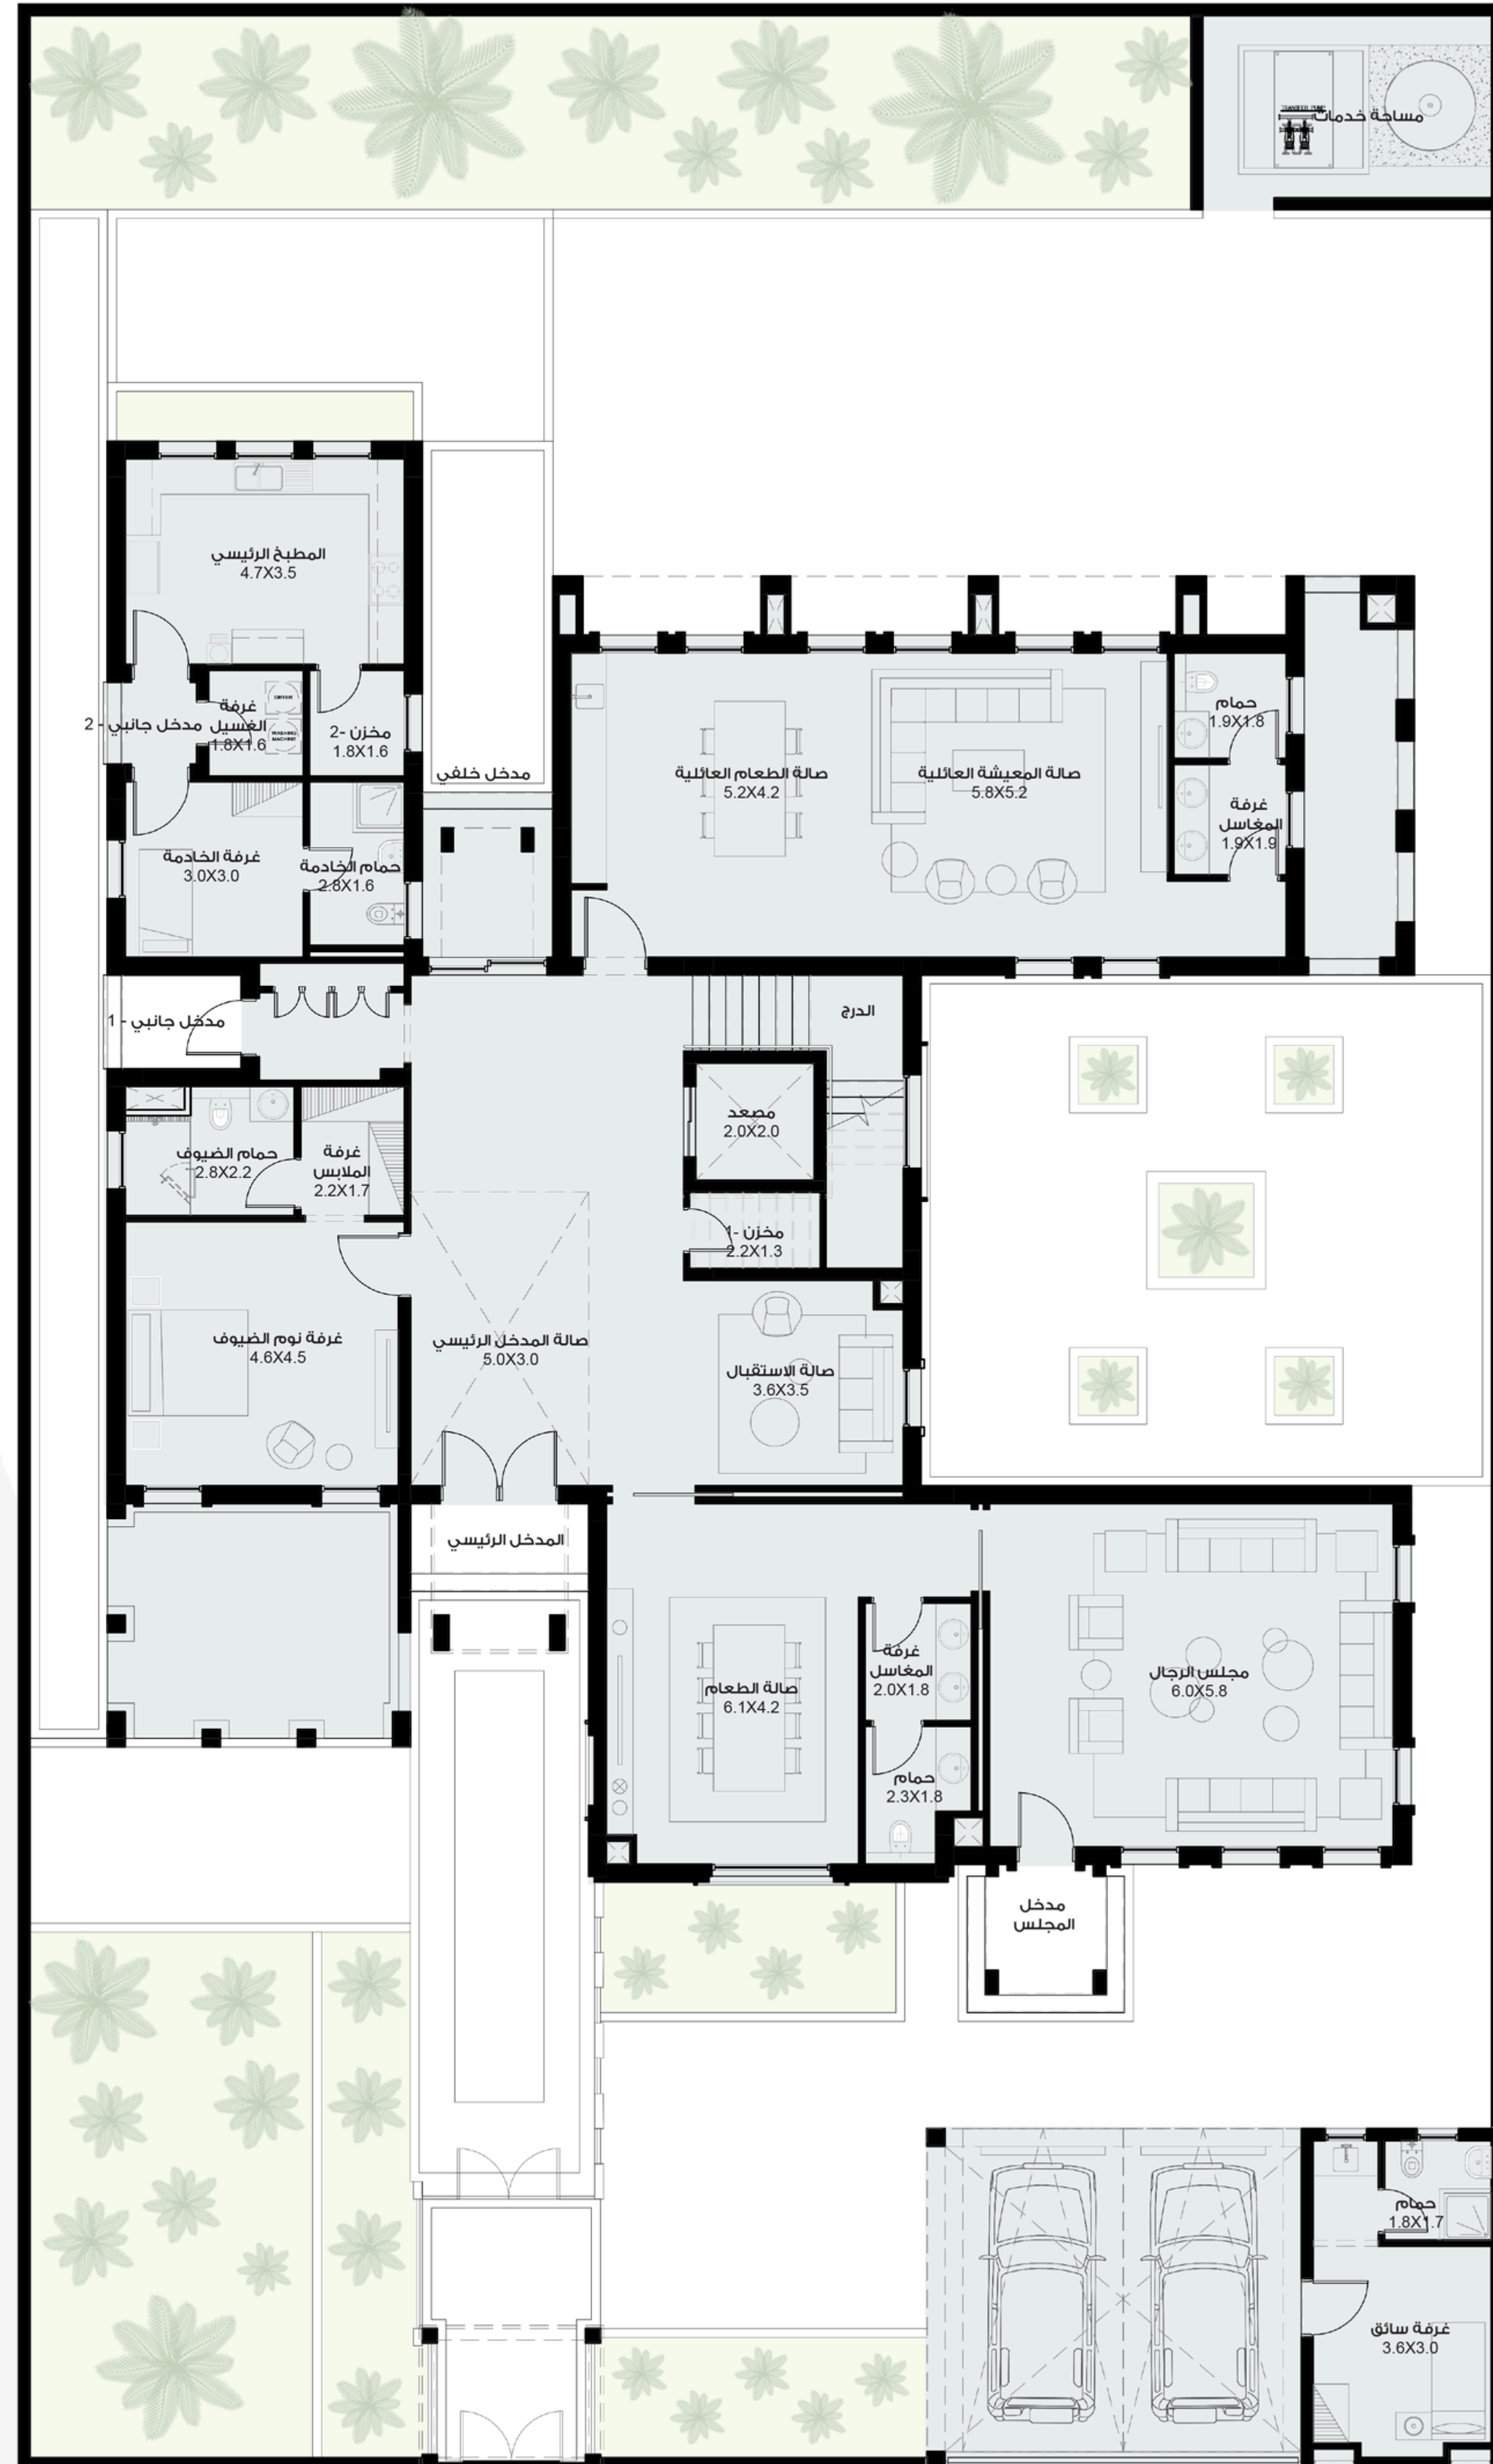 TRANSFER PUMP
مساحة خدمات
المطبخ الرئيسي
4.7X3.5
غرفة
الغسيل
1.8X1.6
DRYER
WASHING
MACHINE
مدخل جانبي - 2
مخزن -2
1.8X1.6
مدخل خلفي
صالة الطعام العائلية
5.2X4.2
صالة المعيشة العائلية
5.8X5.2
حمام
1.9X1.8
غرفة
المغاسل
1.9X1.9
غرفة الخادمة
3.0X3.0
حمام الخادمة
2.8X1.6
مدخل جانبي - 1
الدرج
مصعد
2.0X2.0
حمام الضيوف
2.8X2.2
غرفة
الملابس
2.2X1.7
مخزن -1
2.2X1.3
غرفة نوم الضيوف
4.6X4.5
صالة المدخل الرئيسي
5.0X3.0
صالة الاستقبال
3.6X3.5
المدخل الرئيسي
صالة الطعام
6.1X4.2
غرفة
المغاسل
2.0X1.8
مجلس الرجال
6.0X5.8
حمام
2.3X1.8
مدخل
المجلس
حمام
1.8X1.7
غرفة سائق
3.6X3.0